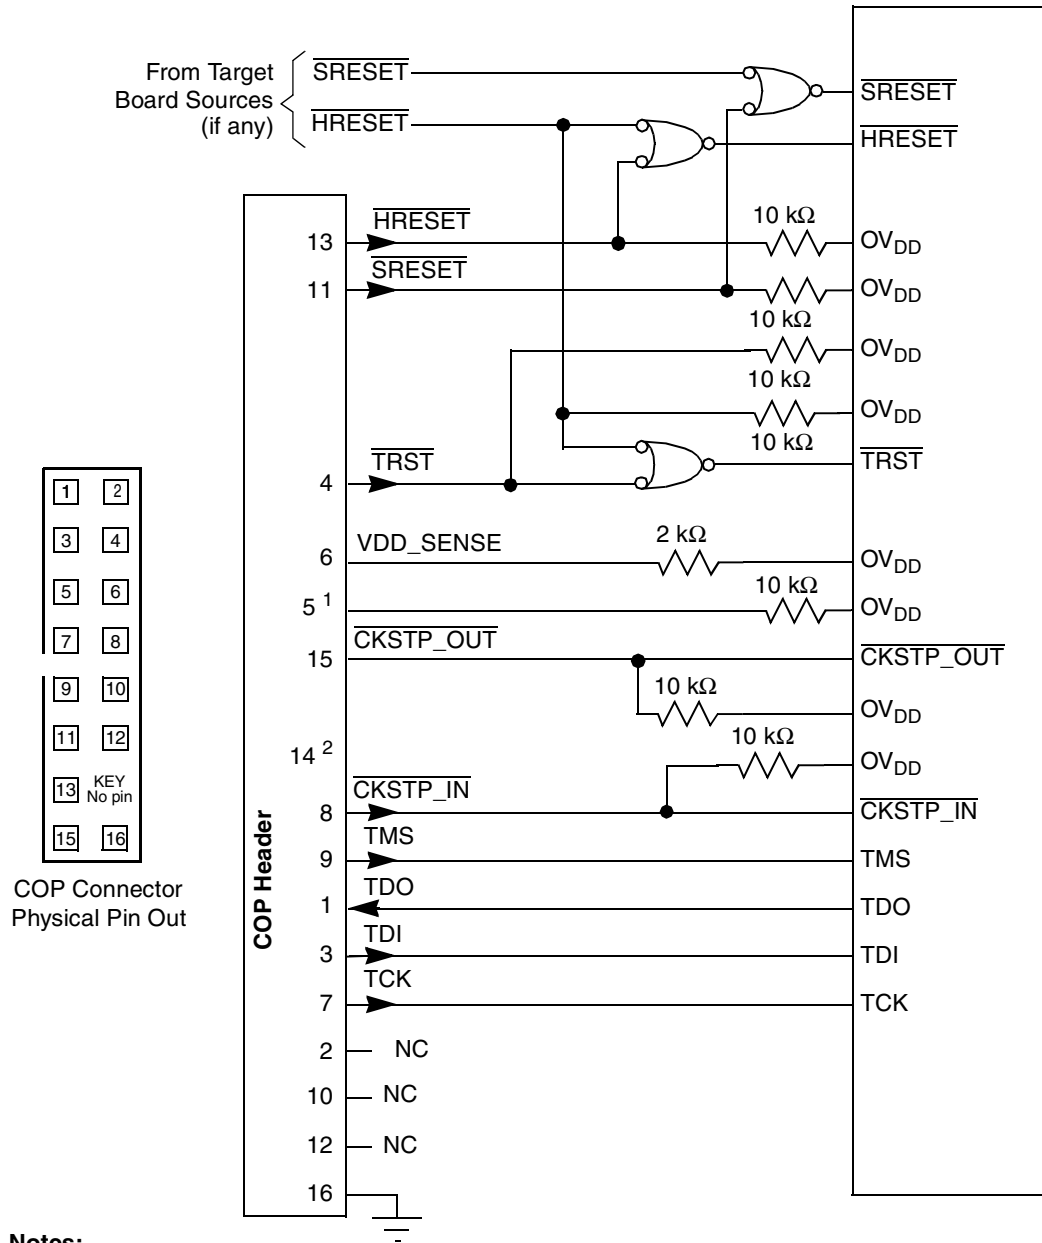 From Target
Board Sources
(if any)
SRESET
HRESET
SRESET
HRESET
13
HRESET
10 kΩ
OVDD
11
SRESET
10 kΩ
OVDD
10 kΩ
OVDD
10 kΩ
OVDD
4
TRST
TRST
6
VDD_SENSE
2 kΩ
OVDD
5 1
10 kΩ
OVDD
15
CKSTP_OUT
CKSTP_OUT
10 kΩ
OVDD
14 2
10 kΩ
OVDD
8
CKSTP_IN
CKSTP_IN
9
TMS
TMS
1
TDO
TDO
3
TDI
TDI
7
TCK
TCK
2
NC
10
NC
12
NC
16
COP Header
1 2
3 4
5 6
7 8
9 10
11 12
13 KEY
No pin
15 16
COP Connector
Physical Pin Out
Notes: